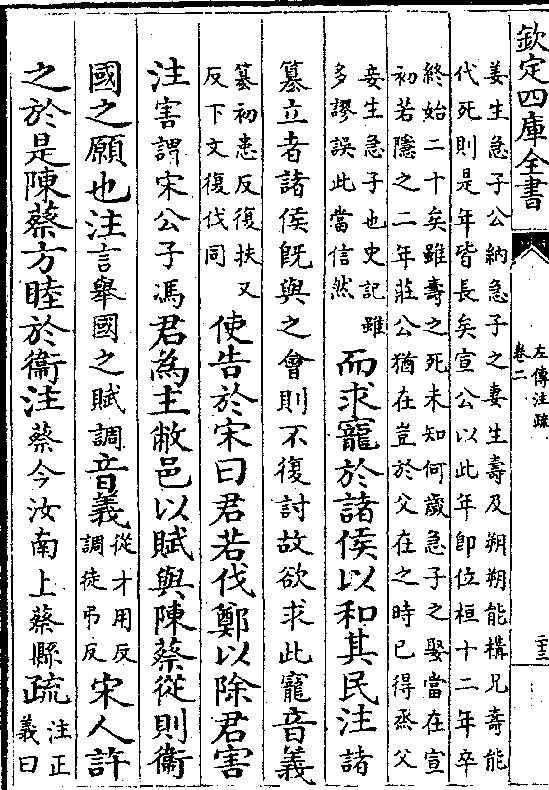 欽定四庫全書
左傳注疏
卷二
二十三
姜生急子公納急子之妻生壽及朔朔能構兄壽能
代死則是年皆長矣宣公以此年即位桓十二年卒
終始二十矣雖壽之死未知何歲急子之娶當在宣
初若隱之二年莊公猶在豈於父在之時已得烝父
妾生急子也史記雖
多謬誤此當信然
而求寵於諸侯以和其民注諸
簒立者諸侯旣與之會則不復討故欲求此寵音義
簒初患反復扶又
反下文復伐同
使告於宋曰君若伐鄭以除君害
注害謂宋公子馮君為主敝邑以賦與陳蔡從則衞
國之願也注言舉國之賦調音義
從才用反
調徒弔反
宋人許
之於是陳蔡方睦於衞注蔡今汝南上蔡縣疏
注正
義曰